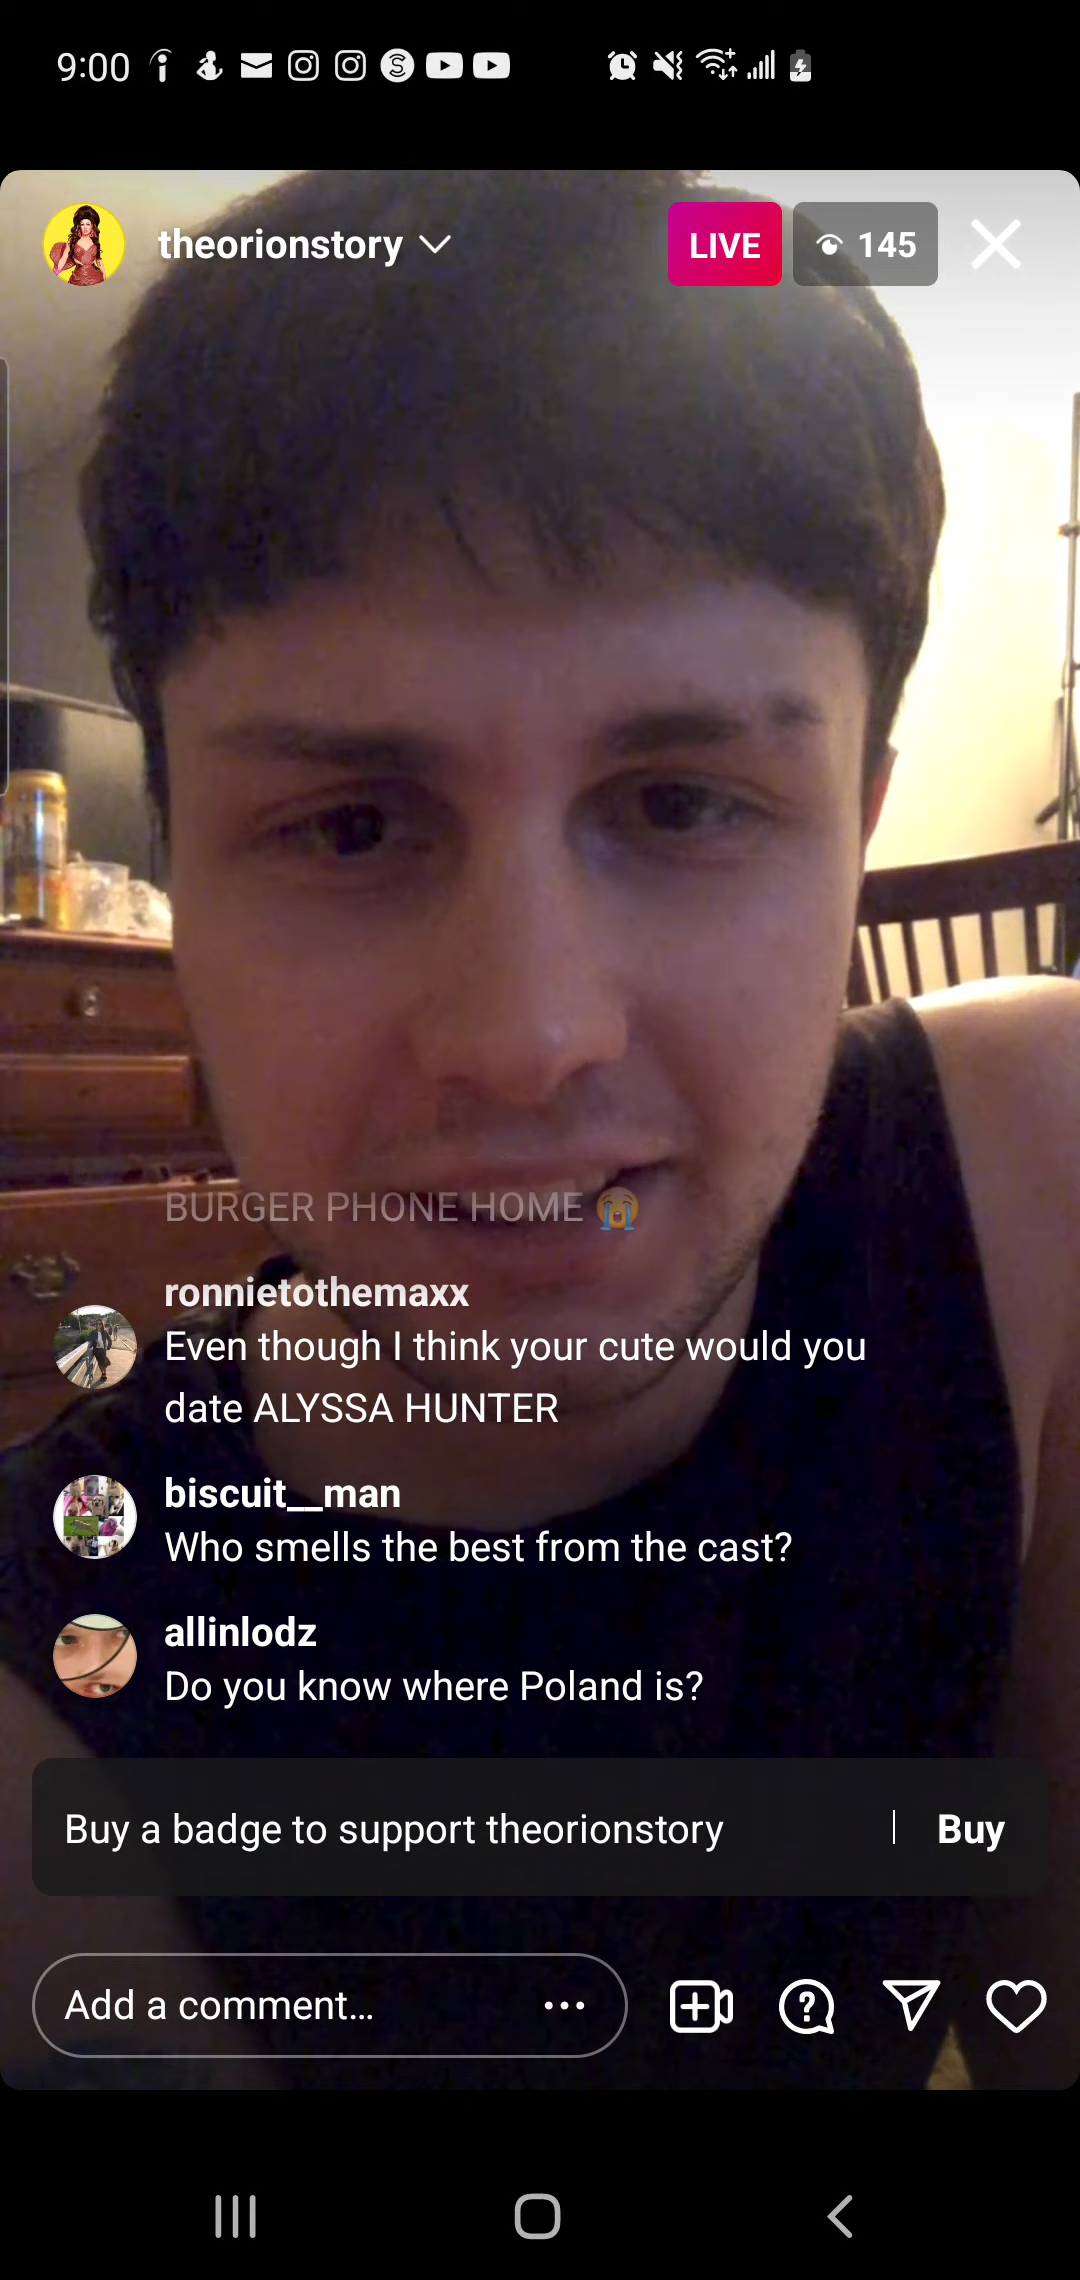 9:00
theorionstory
LIVE
145
BURGER PHONE HOME 😭
ronnietothemaxx
Even though I think your cute would you
date ALYSSA HUNTER
biscuit__man
Who smells the best from the cast?
allinlodz
Do you know where Poland is?
Buy a badge to support theorionstory | Buy
Add a comment...